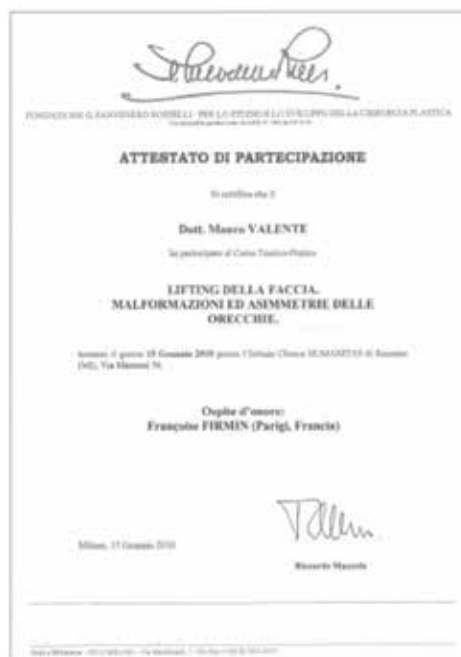 FONDAZIONE G. SANVENERO ROSSELLI - PER LO STUDIO E LO SVILUPPO DELLA CHIRURGIA PLASTICA
ATTESTATO DI PARTECIPAZIONE
Si certifica che il
Dott. Mauro VALENTE
ha partecipato al Corso Teorico-Pratico
LIFTING DELLA FACCIA.
MALFORMAZIONI ED ASIMMETRIE DELLE
ORECCHIE.
tenutosi il giorno 15 Gennaio 2010 presso l'Istituto Clinico HUMANITAS di Rozzano
(MI), Via Manzoni 56.
Ospite d'onore:
Françoise FIRMIN (Parigi, Francia)
Milano, 15 Gennaio 2010
Riccardo Mazzola